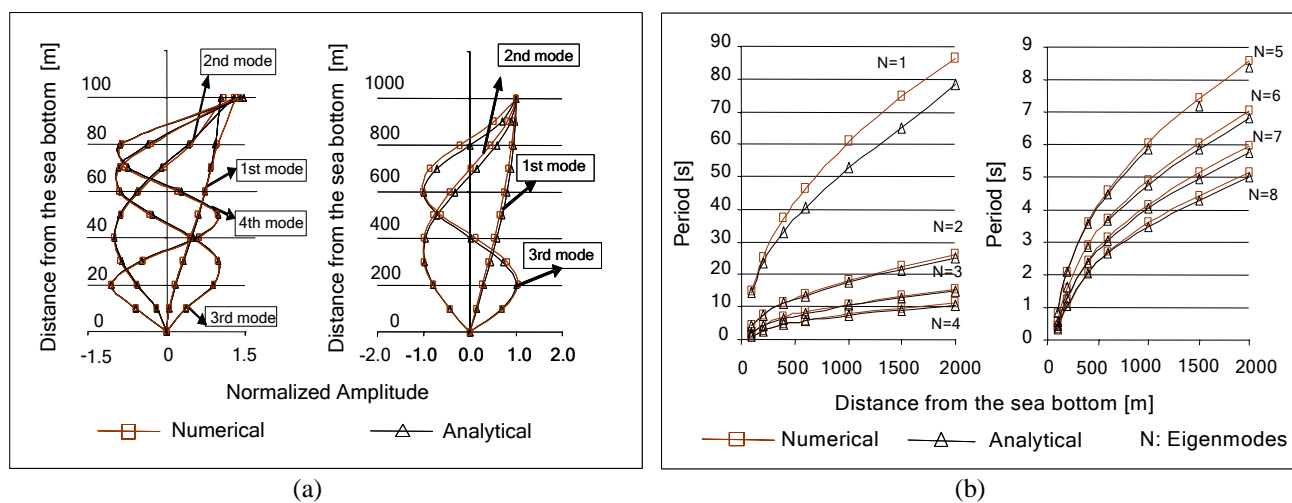 Distance from the sea bottom [m]
100
80
60
40
20
0
-1.5
0
1.5
2nd mode
1st mode
4th mode
3rd mode
Distance from the sea bottom [m]
1000
800
600
400
200
0
-2.0
-1.0
0.0
1.0
2.0
2nd mode
1st mode
3rd mode
Normalized Amplitude
Numerical
Analytical
(a)
Period [s]
90
80
70
60
50
40
30
20
10
0
0
500
1000
1500
2000
N=1
N=2
N=3
N=4
Period [s]
9
8
7
6
5
4
3
2
1
0
0
500
1000
1500
2000
N=5
N=6
N=7
N=8
Distance from the sea bottom [m]
Numerical
Analytical
N: Eigenmodes
(b)